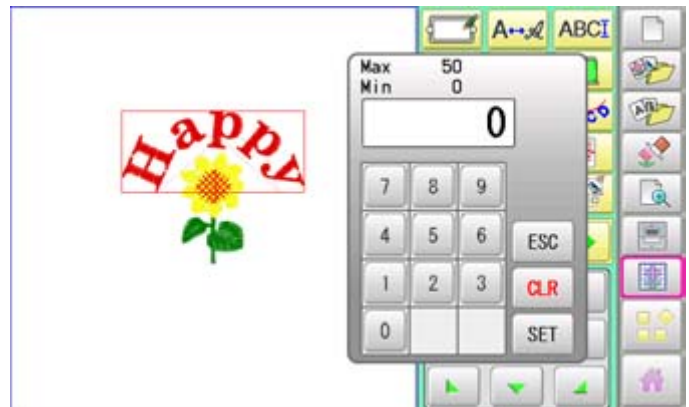 Happy
A↔A ABCI
Max 50
Min 0
0
7 8 9
4 5 6 ESC
1 2 3 CLR
0 SET